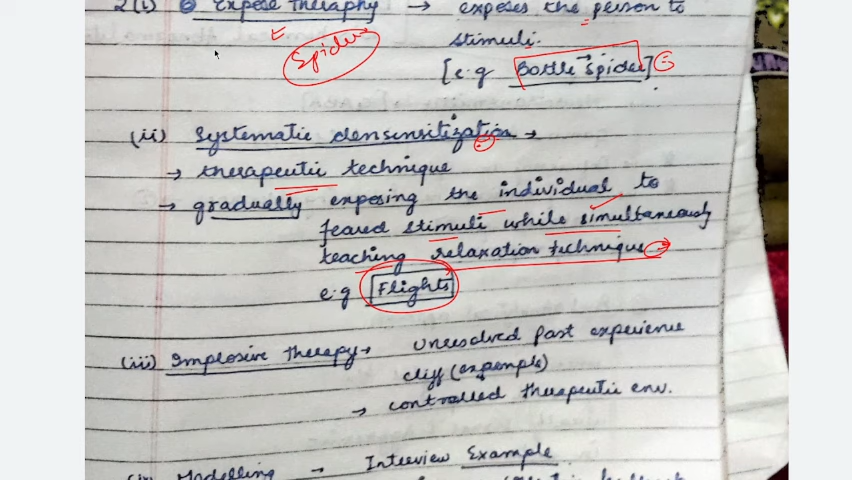 2(i) Expose theraphy → exposes the person to
stimuli.
Spider
[e.g Bottle → Spider]
(ii) Systematic densensitization →
→ therapeutic technique
→ gradually exposing the individual to
feared stimuli while simultaneously
teaching relaxation technique
e.g Flights
(iii) Implosive therapy → unresolved past experience
cliff (example)
→ controlled therapeutic env.
(iv) Modelling → Interview Example